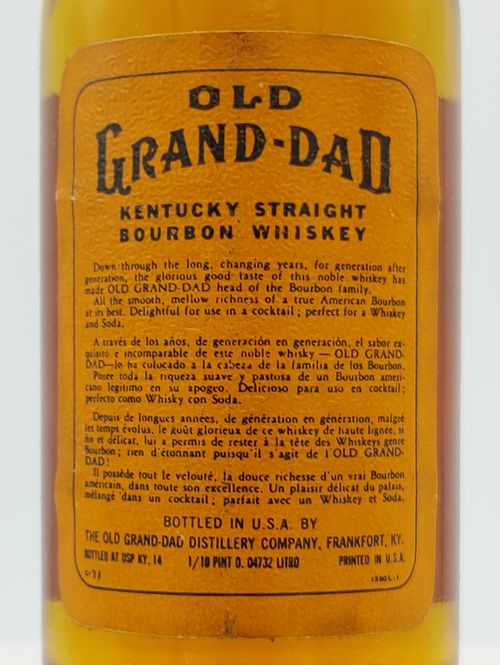 OLD
GRAND-DAD
KENTUCKY STRAIGHT
BOURBON WHISKEY
Down through the long, changing years, for generation after
generation, the glorious good taste of this noble whiskey has
made OLD GRAND-DAD head of the Bourbon family.
All the smooth, mellow richness of a true American Bourbon
at its best. Delightful for use in a cocktail; perfect for a Whiskey
and Soda.
A través de los años, de generación en generación, el sabor ex-
quisito e incomparable de este noble whisky — OLD GRAND-
DAD—lo ha colocado a la cabeza de la familia de los Bourbon.
Posee toda la riqueza suave y pastosa de un Bourbon ameri-
cano legitimo en su apogeo. Delicioso para uso en cocktail;
perfecto como Whisky con Soda.
Depuis de longues années, de génération en génération, malgré
les temps évolus, le goût glorieux de ce whiskey de haute lignée, si
fin et délicat, lui a permis de rester à la tête des Whiskeys genre
Bourbon; rien d'étonnant puisqu'il s'agit de l'OLD GRAND-
DAD!
Il possède tout le velouté, la douce richesse d'un vrai Bourbon
américain, dans toute son excellence. Un plaisir délicat du palais,
mélangé dans un cocktail; parfait avec un Whiskey et Soda.
BOTTLED IN U.S.A. BY
THE OLD GRAND-DAD DISTILLERY COMPANY, FRANKFORT, KY.
BOTTLED AT DSP KY. 14 1/10 PINT 0. 04732 LITRO PRINTED IN U.S.A.
C-71 1390L-1